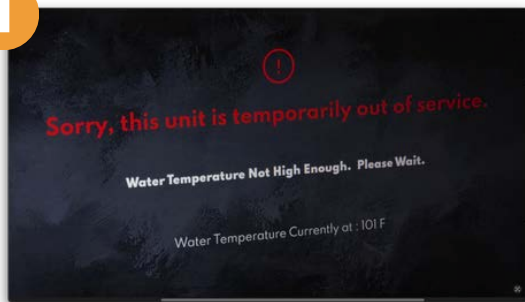 !
Sorry, this unit is temporarily out of service.
Water Temperature Not High Enough. Please Wait.
Water Temperature Currently at : 101 F